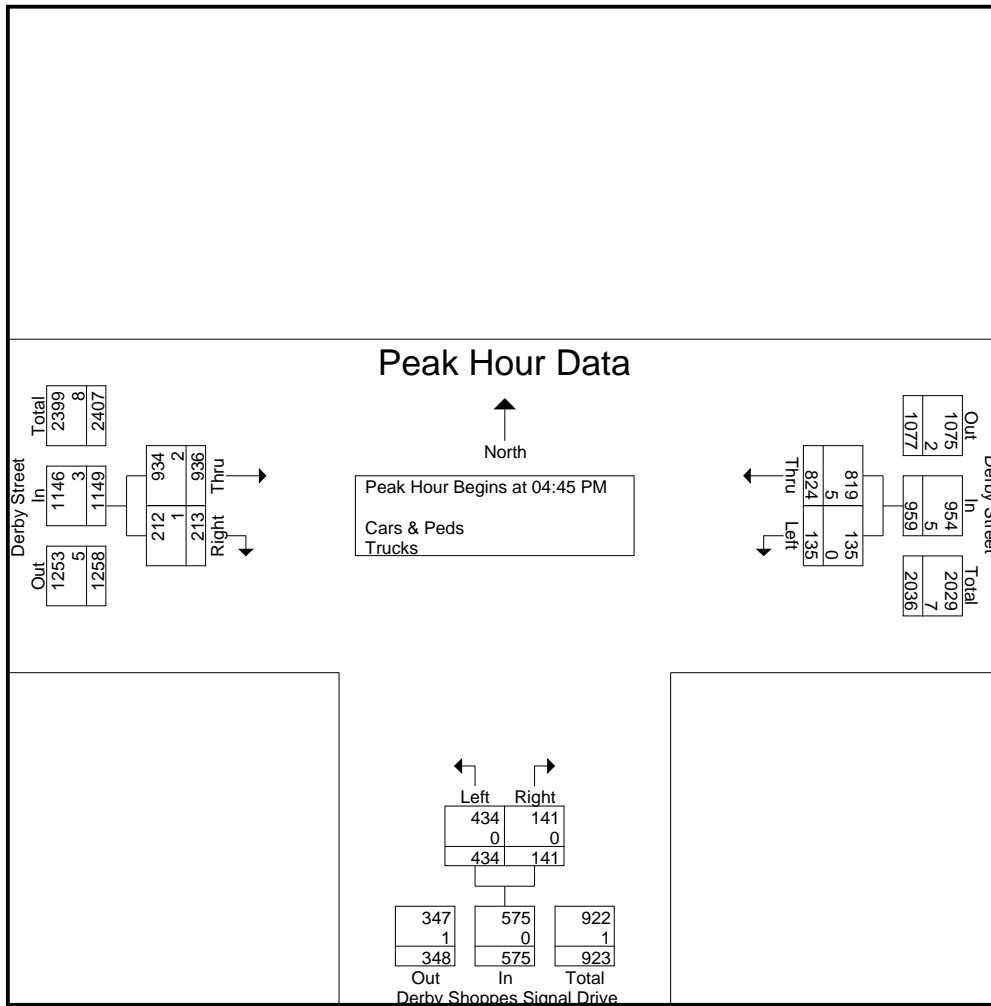 Peak Hour Data
North
Peak Hour Begins at 04:45 PM
Cars & Peds
Trucks
Derby Street
Out In Total
1253 1146 2399
5 3 8
1258 1149 2407
Right Thru
212 934
1 2
213 936
Derby Street
Out In Total
1075 954 2029
2 5 7
1077 959 2036
819 135
5 0
824 135
Thru Left
Left Right
434 141
0 0
434 141
347 575 922
1 0 1
348 575 923
Out In Total
Derby Shoppes Signal Drive